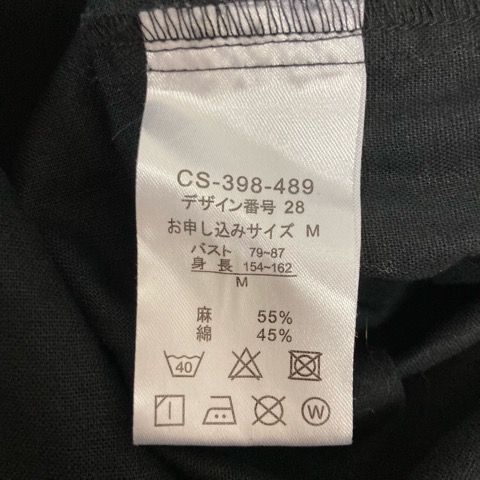 CS-398-489
デザイン番号 28
お申し込みサイズ M
バスト 79~87
身長 154~162
M
麻 55%
綿 45%
40
W